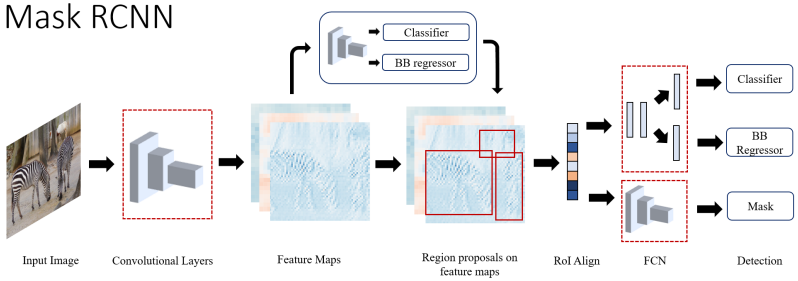 Mask RCNN
Classifier
BB regressor
Classifier
BB
Regressor
Mask
Input Image
Convolutional Layers
Feature Maps
Region proposals on
feature maps
RoI Align
FCN
Detection